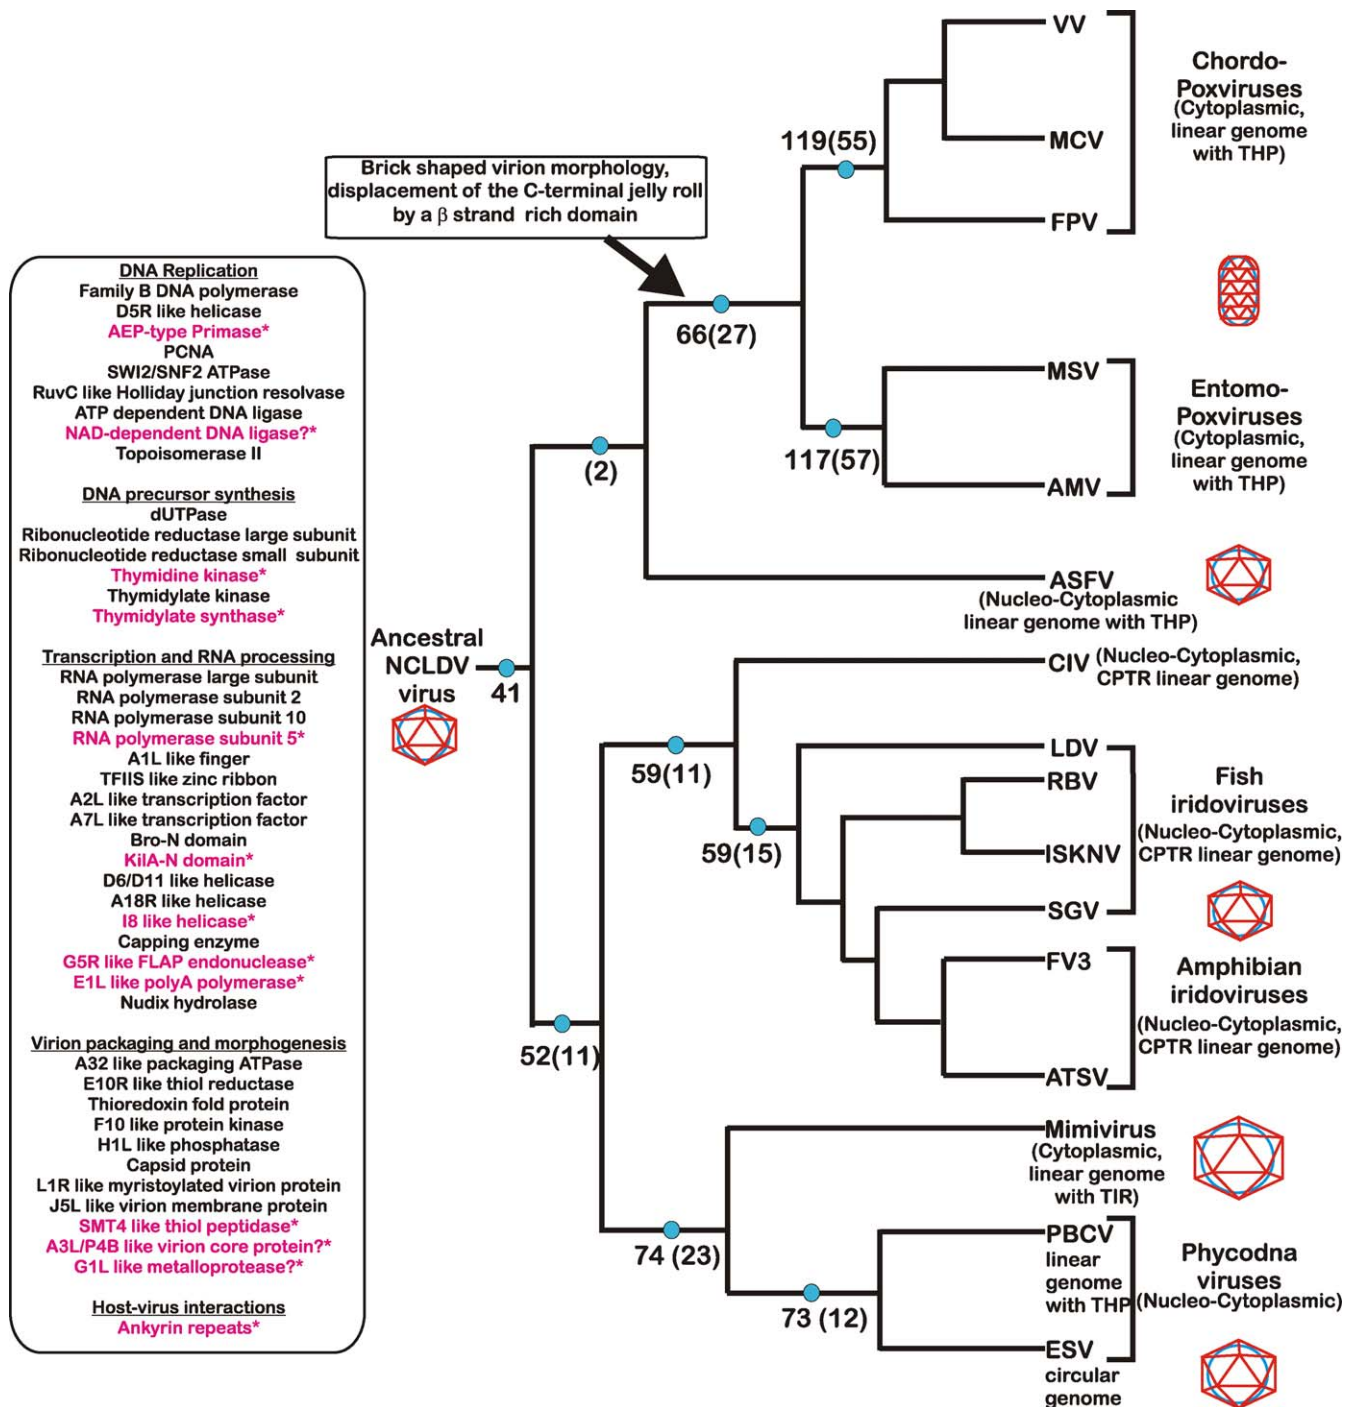 Brick shaped virion morphology,
displacement of the C-terminal jelly roll
by a β strand rich domain
DNA Replication
Family B DNA polymerase
D5R like helicase
AEP-type Primase*
PCNA
SWI2/SNF2 ATPase
RuvC like Holliday junction resolvase
ATP dependent DNA ligase
NAD-dependent DNA ligase?*
Topoisomerase II
DNA precursor synthesis
dUTPase
Ribonucleotide reductase large subunit
Ribonucleotide reductase small subunit
Thymidine kinase*
Thymidylate kinase
Thymidylate synthase*
Transcription and RNA processing
RNA polymerase large subunit
RNA polymerase subunit 2
RNA polymerase subunit 10
RNA polymerase subunit 5*
A1L like finger
TFIIS like zinc ribbon
A2L like transcription factor
A7L like transcription factor
Bro-N domain
KilA-N domain*
D6/D11 like helicase
A18R like helicase
I8 like helicase*
Capping enzyme
G5R like FLAP endonuclease*
E1L like polyA polymerase*
Nudix hydrolase
Virion packaging and morphogenesis
A32 like packaging ATPase
E10R like thiol reductase
Thioredoxin fold protein
F10 like protein kinase
H1L like phosphatase
Capsid protein
L1R like myristoylated virion protein
J5L like virion membrane protein
SMT4 like thiol peptidase*
A3L/P4B like virion core protein?*
G1L like metalloprotease?*
Host-virus interactions
Ankyrin repeats*
Ancestral
NCLDV
virus
41
(2)
66(27)
119(55)
117(57)
52(11)
59(11)
59(15)
74 (23)
73 (12)
VV
MCV
FPV
Chordo-
Poxviruses
(Cytoplasmic,
linear genome
with THP)
MSV
AMV
Entomo-
Poxviruses
(Cytoplasmic,
linear genome
with THP)
ASFV
(Nucleo-Cytoplasmic
linear genome with THP)
CIV (Nucleo-Cytoplasmic,
CPTR linear genome)
LDV
RBV
ISKNV
SGV
Fish
iridoviruses
(Nucleo-Cytoplasmic,
CPTR linear genome)
FV3
ATSV
Amphibian
iridoviruses
(Nucleo-Cytoplasmic,
CPTR linear genome)
Mimivirus
(Cytoplasmic,
linear genome
with TIR)
PBCV
linear
genome
with THP
ESV
circular
genome
Phycodna
viruses
(Nucleo-Cytoplasmic)